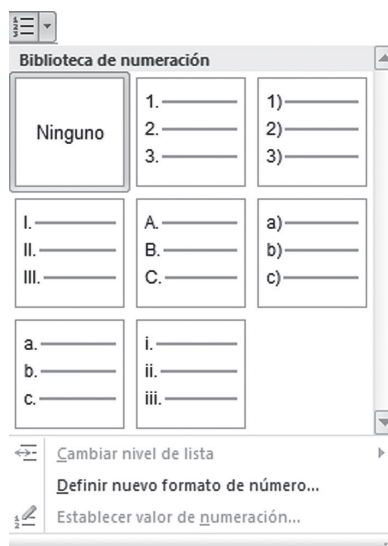 Biblioteca de numeración
Ninguno
1.
2.
3.
1)
2)
3)
I.
II.
III.
A.
B.
C.
a)
b)
c)
a.
b.
c.
i.
ii.
iii.
Cambiar nivel de lista
Definir nuevo formato de número...
Establecer valor de numeración...